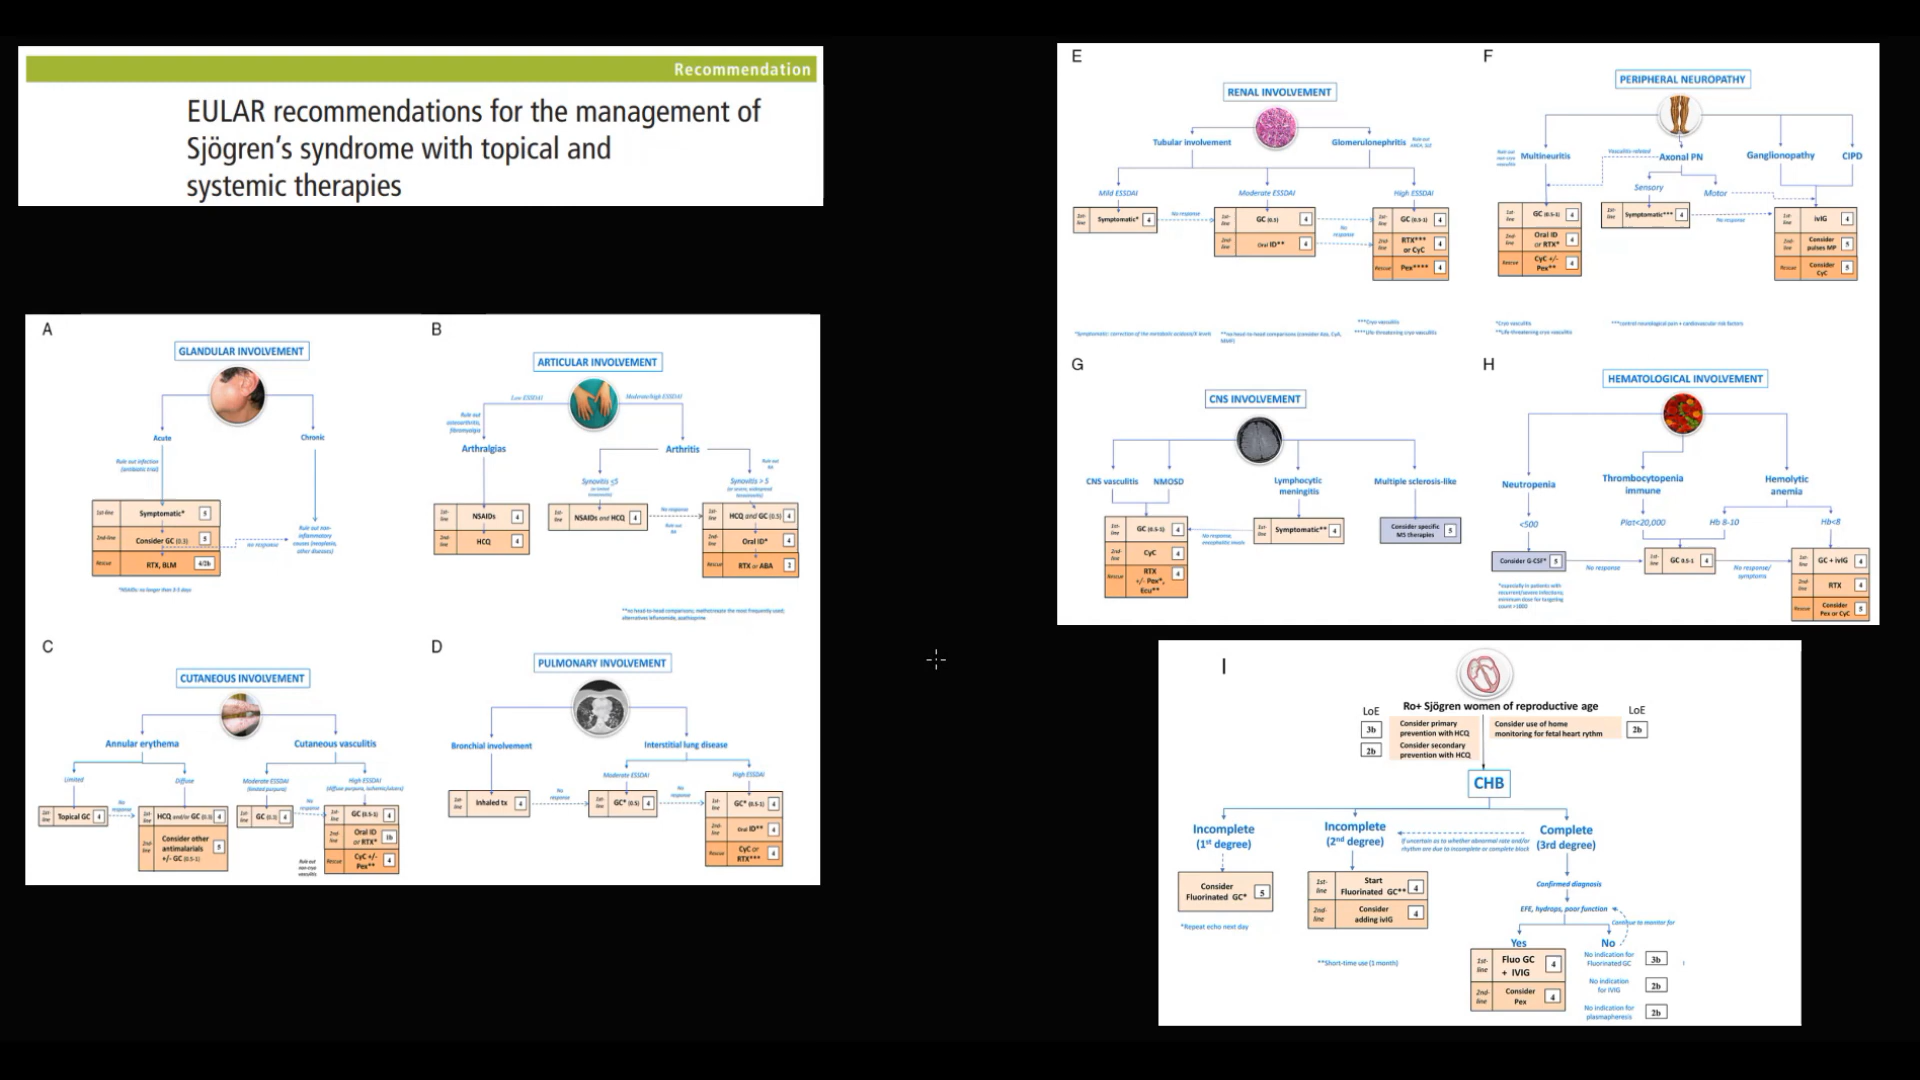 Recommendation
EULAR recommendations for the management of
Sjögren's syndrome with topical and
systemic therapies
A
GLANDULAR INVOLVEMENT
Acute
Chronic
Rule out infection
(antibiotic trial)
1st-line
Symptomatic*
5
2nd-line
Consider GC (0.3)
5
Rescue
RTX, BLM
4/2b
no response
Rule out non-
inflammatory
causes (neoplasia,
other diseases)
*NSAIDs: no longer than 3-5 days
B
ARTICULAR INVOLVEMENT
Low ESSDAI
Moderate/high ESSDAI
Rule out
osteoarthritis,
fibromyalgia
Arthralgias
Arthritis
Rule out
RA
Synovitis ≤5
Synovitis > 5
1st-
line
NSAIDs
4
2nd-
line
HCQ
4
1st-
line
NSAIDs and HCQ
4
No response
Rule out
RA
1st-
line
HCQ and GC (0.5)
4
2nd-
line
Oral ID*
4
Rescue
RTX or ABA
2
**no head-to-head comparisons; methotrexate the most frequently used;
alternatives leflunomide, azathioprine
C
CUTANEOUS INVOLVEMENT
Annular erythema
Cutaneous vasculitis
Limited
Diffuse
Moderate ESSDAI
(limited purpura)
High ESSDAI
(diffuse purpura, ischemia/ulcers)
1st-
line
Topical GC
4
No
response
1st-
line
HCQ and/or GC (0.3)
4
2nd-
line
Consider other
antimalarials
+/- GC (0.5-1)
5
1st-
line
GC (0.3)
4
No
response
1st-
line
GC (0.5-1)
4
2nd-
line
Oral ID
or RTX*
1b
Rescue
CyC +/-
Pex**
4
Rule out
non-cryo
vasculitis
D
PULMONARY INVOLVEMENT
Bronchial involvement
Interstitial lung disease
Moderate ESSDAI
High ESSDAI
1st-
line
Inhaled tx
4
No
response
1st-
line
GC* (0.5)
4
No
response
1st-
line
GC* (0.5-1)
4
2nd-
line
Oral ID**
4
Rescue
CyC or
RTX***
4
E
RENAL INVOLVEMENT
Tubular involvement
Glomerulonephritis
Rule out
ANCA, SLE
Mild ESSDAI
Moderate ESSDAI
High ESSDAI
1st-
line
Symptomatic*
4
No response
1st-
line
GC (0.5)
4
2nd-
line
Oral ID**
4
No
response
1st-
line
GC (0.5-1)
4
2nd-
line
RTX***
or CyC
4
Rescue
Pex****
4
*Symptomatic: correction of the metabolic acidosis/K levels
**no head-to-head comparisons (consider Aza, CyA,
MMF)
***Cryo vasculitis
****Life threatening cryo vasculitis
F
PERIPHERAL NEUROPATHY
Rule out
non-cryo
vasculitis
Multineuritis
Vasculitis-related
Axonal PN
Ganglionopathy
CIPD
Sensory
Motor
1st-
line
GC (0.5-1)
4
2nd-
line
Oral ID
or RTX*
4
Rescue
CyC +/-
Pex**
4
1st-
line
Symptomatic***
4
No response
1st-
line
ivIG
4
2nd-
line
Consider
pulses MP
5
Rescue
Consider
CyC
5
*Cryo vasculitis
**Life threatening cryo vasculitis
***control neurological pain + cardiovascular risk factors
G
CNS INVOLVEMENT
CNS vasculitis
NMOSD
Lymphocytic
meningitis
Multiple sclerosis-like
1st-
line
GC (0.5-1)
4
2nd-
line
CyC
4
Rescue
RTX
+/- Pex*,
Ecu**
4
No response,
encephalitic involv
1st-
line
Symptomatic**
4
Consider specific
MS therapies
5
H
HEMATOLOGICAL INVOLVEMENT
Neutropenia
Thrombocytopenia
immune
Hemolytic
anemia
<500
Plat<20,000
Hb 8-10
Hb<8
Consider G-CSF*
5
No response
1st-
line
GC 0.5-1
4
No response/
symptoms
1st-
line
GC + ivIG
4
2nd-
line
RTX
4
Rescue
Consider
Pex or CyC
5
*especially in patients with
recurrent/severe infections;
minimum dose for targeting
count >1000
I
Ro+ Sjögren women of reproductive age
LoE
LoE
3b
Consider primary
prevention with HCQ
2b
Consider secondary
prevention with HCQ
Consider use of home
monitoring for fetal heart rythm
2b
CHB
Incomplete
(1st degree)
Incomplete
(2nd degree)
If uncertain as to whether abnormal rate and/or
rhythm are due to incomplete or complete block
Complete
(3rd degree)
Consider
Fluorinated GC*
5
*Repeat echo next day
1st-
line
Start
Fluorinated GC**
4
2nd-
line
Consider
adding ivIG
4
**Short-time use (1 month)
Confirmed diagnosis
EFE, hydrops, poor function
Continue to monitor for
Yes
No
1st-
line
Fluo GC
+ IVIG
4
2nd-
line
Consider
Pex
4
No indication for
Fluorinated GC
3b
No indication
for IVIG
2b
No indication for
plasmapheresis
2b